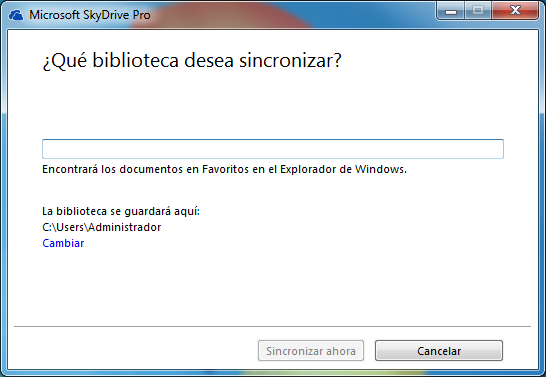 Microsoft SkyDrive Pro
¿Qué biblioteca desea sincronizar?
Encontrará los documentos en Favoritos en el Explorador de Windows.
La biblioteca se guardará aquí:
C:\Users\Administrador
Cambiar
Sincronizar ahora
Cancelar